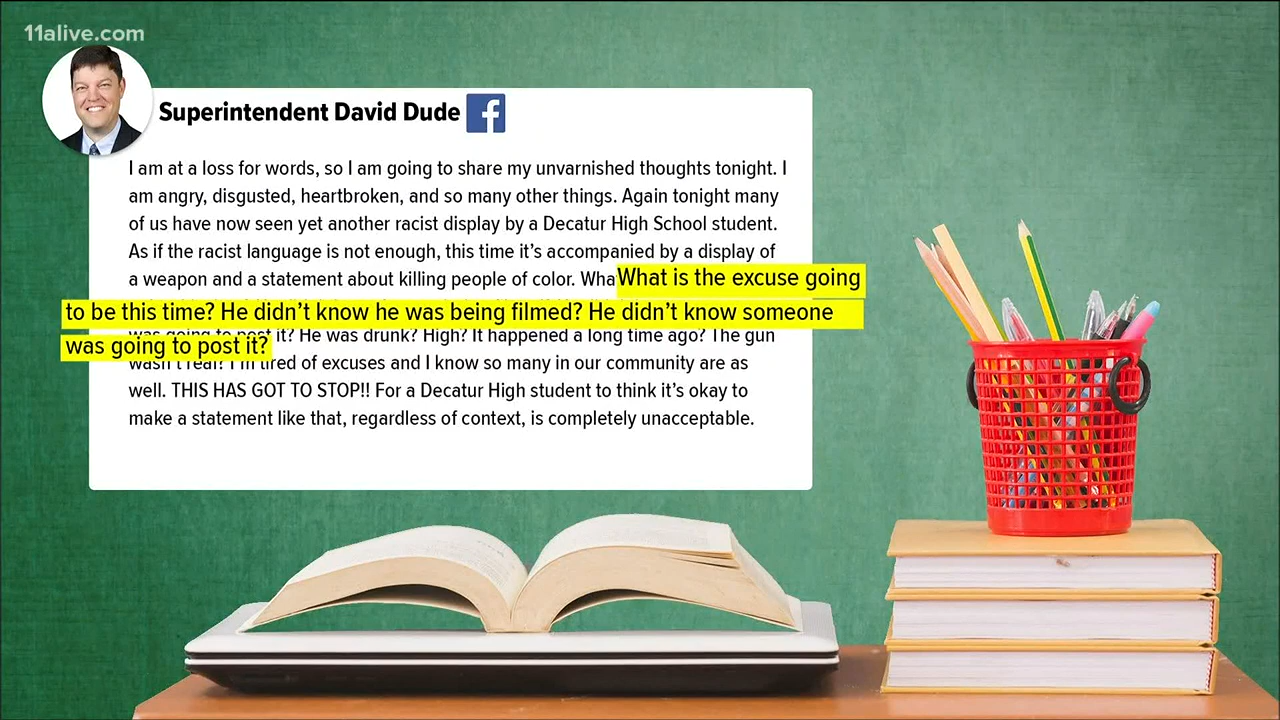 11alive.com
Superintendent David Dude
I am at a loss for words, so I am going to share my unvarnished thoughts tonight. I
am angry, disgusted, heartbroken, and so many other things. Again tonight many
of us have now seen yet another racist display by a Decatur High School student.
As if the racist language is not enough, this time it's accompanied by a display of
a weapon and a statement about killing people of color. What is the excuse going
to be this time? He didn't know he was being filmed? He didn't know someone
was going to post it?
was going to post it? He was drunk? High? It happened a long time ago? The gun
wasn't real? I'm tired of excuses and I know so many in our community are as
well. THIS HAS GOT TO STOP!! For a Decatur High student to think it's okay to
make a statement like that, regardless of context, is completely unacceptable.